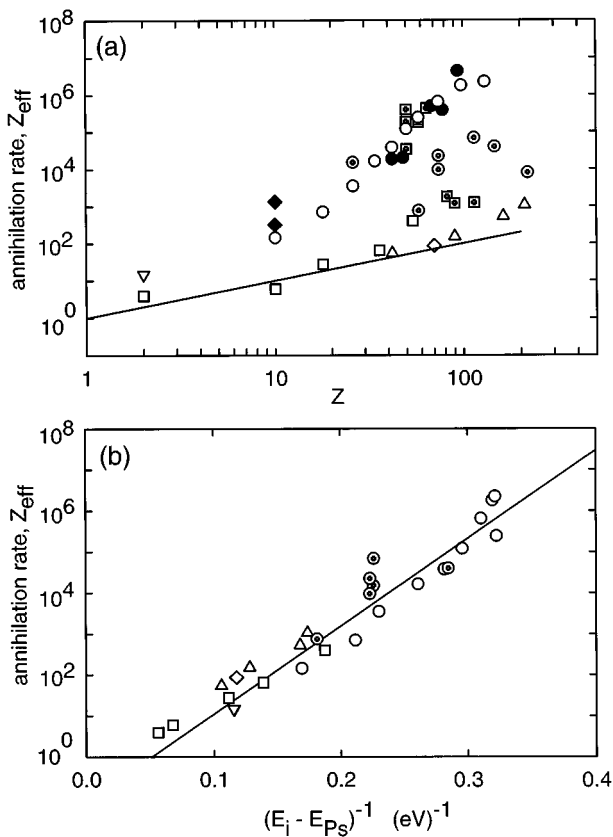 (a)
annihilation rate, Z_eff
10^8
10^6
10^4
10^2
10^0
1 10 100
Z
(b)
annihilation rate, Z_eff
10^8
10^6
10^4
10^2
10^0
0.0 0.1 0.2 0.3 0.4
(E_i - E_Ps)^-1 (eV)^-1